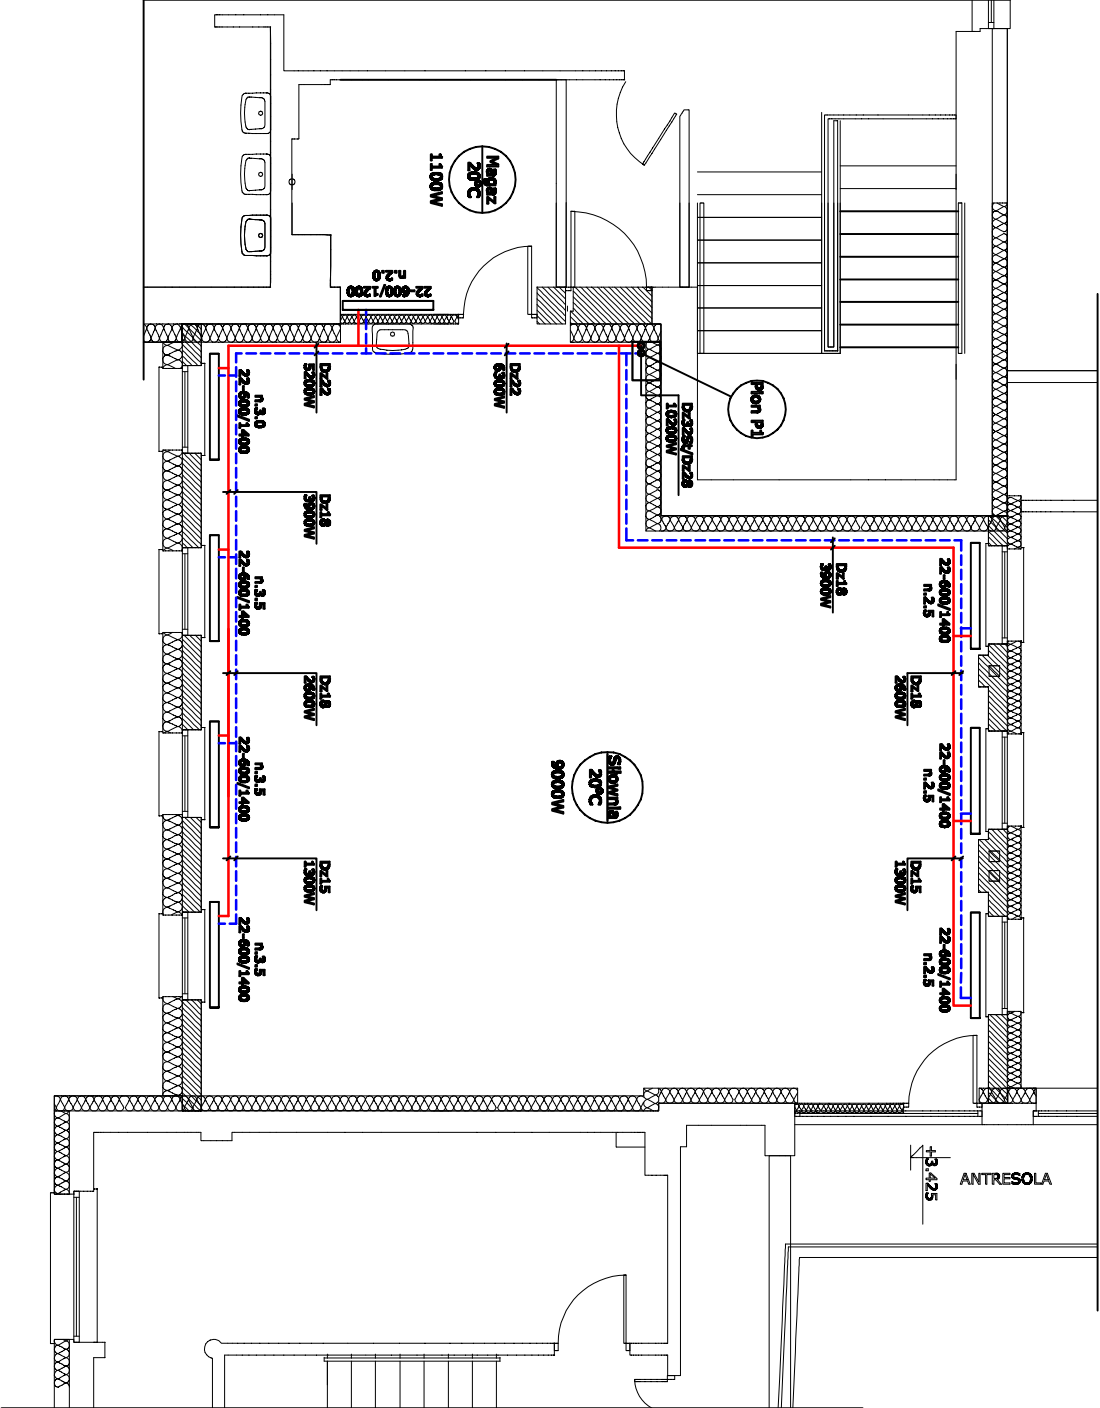 Magaz
20°C
1100W
22-600/1200
n.2.0
Dz22
5200W
Dz22
6300W
Pion P1
Dz32St/Dz28
10200W
n.3.0
22-600/1400
Dz18
3900W
n.3.5
22-600/1400
Dz18
2600W
n.3.5
22-600/1400
Dz15
1300W
n.3.5
22-600/1400
Dz18
3900W
22-600/1400
n.2.5
Dz18
2600W
22-600/1400
n.2.5
Dz15
1300W
22-600/1400
n.2.5
Siłownia
20°C
9000W
+3.425
ANTRESOLA